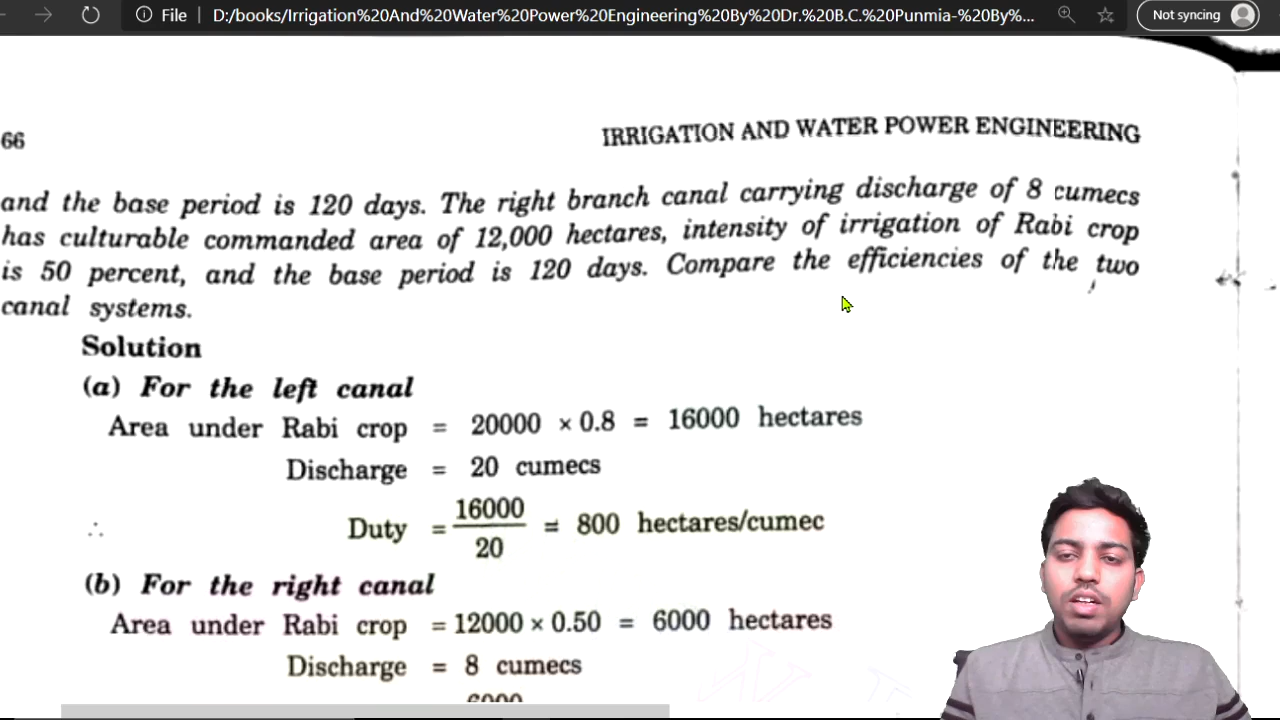 File | D:/books/Irrigation%20And%20Water%20Power%20Engineering%20By%20Dr.%20B.C.%20Punmia-%20By%...
Not syncing
66 IRRIGATION AND WATER POWER ENGINEERING
and the base period is 120 days. The right branch canal carrying discharge of 8 cumecs
has culturable commanded area of 12,000 hectares, intensity of irrigation of Rabi crop
is 50 percent, and the base period is 120 days. Compare the efficiencies of the two
canal systems.
Solution
(a) For the left canal
Area under Rabi crop = 20000 × 0.8 = 16000 hectares
Discharge = 20 cumecs
∴ Duty = 16000/20 = 800 hectares/cumec
(b) For the right canal
Area under Rabi crop = 12000 × 0.50 = 6000 hectares
Discharge = 8 cumecs
6000